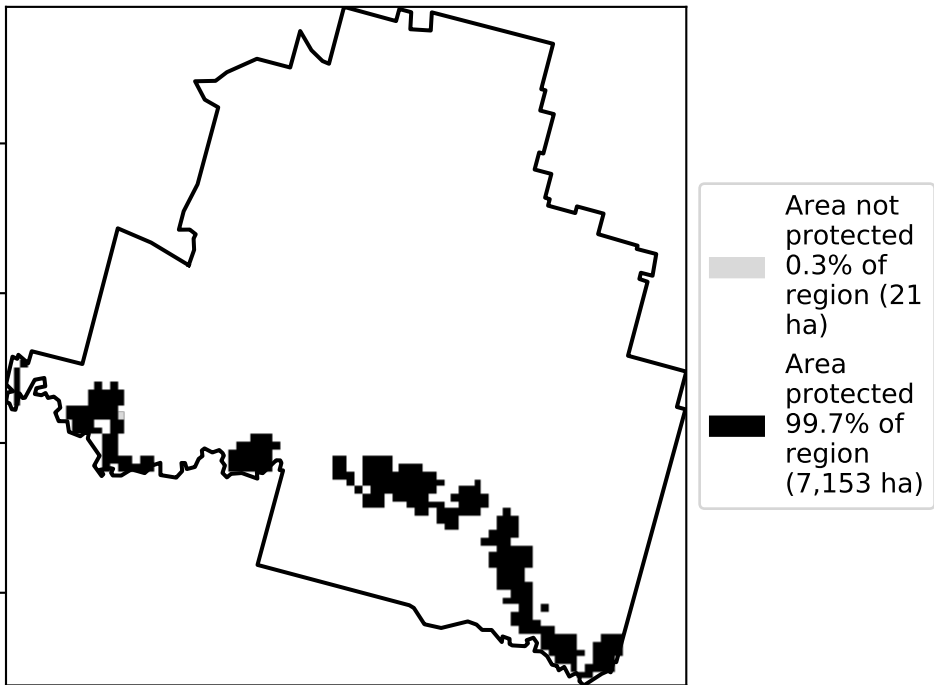 Area not
protected
0.3% of
region (21
ha)
Area
protected
99.7% of
region
(7,153 ha)